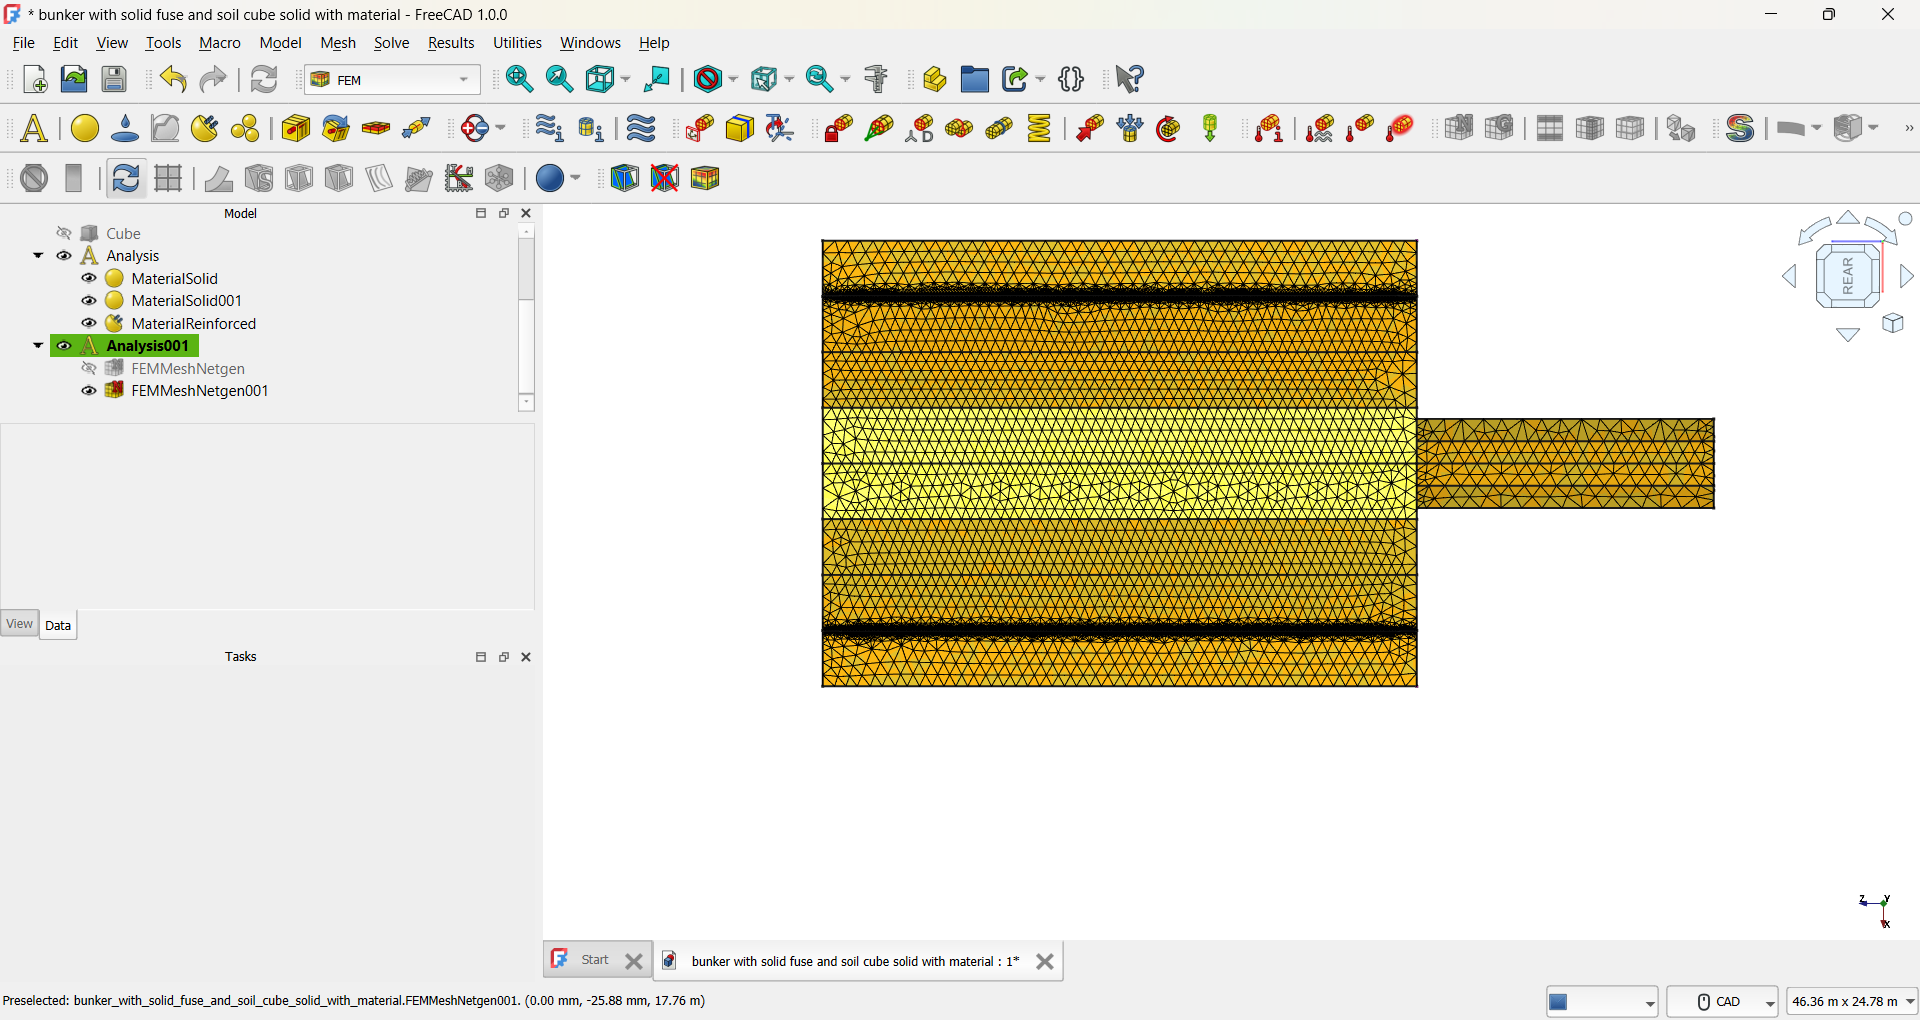 * bunker with solid fuse and soil cube solid with material - FreeCAD 1.0.0
File Edit View Tools Macro Model Mesh Solve Results Utilities Windows Help
FEM
Model
Cube
Analysis
MaterialSolid
MaterialSolid001
MaterialReinforced
Analysis001
FEMMeshNetgen
FEMMeshNetgen001
View Data
Tasks
REAR
Z Y
X
Start
bunker with solid fuse and soil cube solid with material : 1*
Preselected: bunker_with_solid_fuse_and_soil_cube_solid_with_material.FEMMeshNetgen001. (0.00 mm, -25.88 mm, 17.76 m)
CAD
46.36 m x 24.78 m